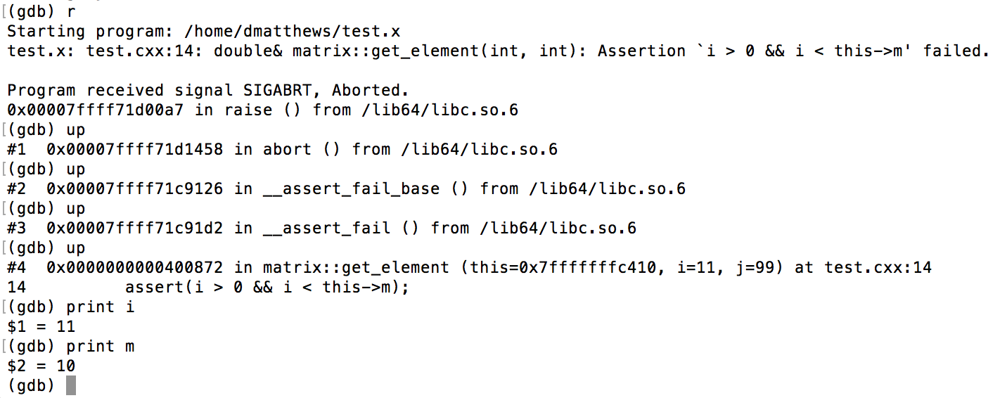 [(gdb) r
Starting program: /home/dmatthews/test.x
test.x: test.cxx:14: double& matrix::get_element(int, int): Assertion `i > 0 && i < this->m' failed.
Program received signal SIGABRT, Aborted.
0x00007ffff71d00a7 in raise () from /lib64/libc.so.6
[(gdb) up
#1  0x00007ffff71d1458 in abort () from /lib64/libc.so.6
[(gdb) up
#2  0x00007ffff71c9126 in __assert_fail_base () from /lib64/libc.so.6
[(gdb) up
#3  0x00007ffff71c91d2 in __assert_fail () from /lib64/libc.so.6
[(gdb) up
#4  0x0000000000400872 in matrix::get_element (this=0x7fffffffc410, i=11, j=99) at test.cxx:14
14          assert(i > 0 && i < this->m);
[(gdb) print i
$1 = 11
[(gdb) print m
$2 = 10
(gdb)